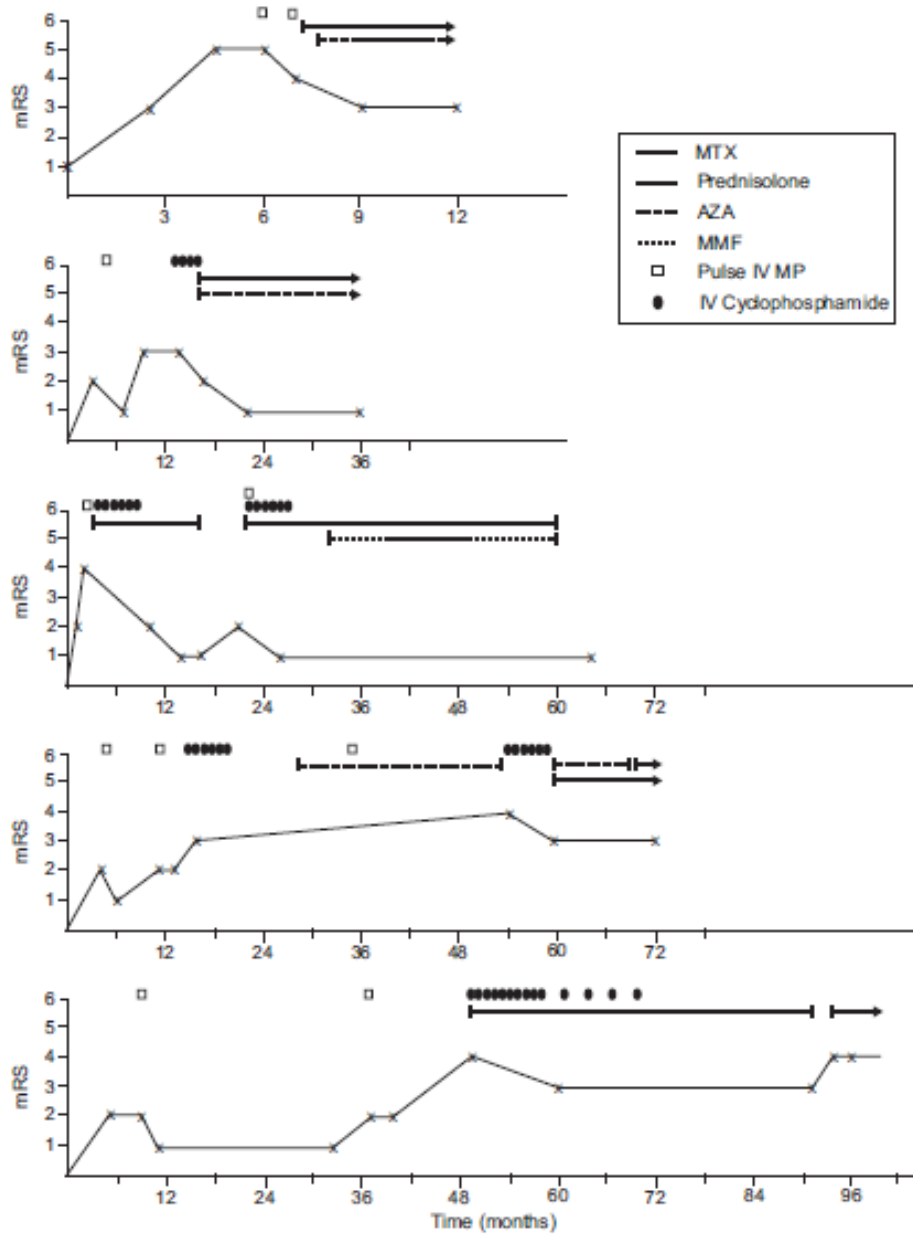 6
5
4
3
2
1
mRS
3 6 9 12
MTX
Prednisolone
AZA
MMF
Pulse IV MP
IV Cyclophosphamide
6
5
4
3
2
1
mRS
12 24 36
6
5
4
3
2
1
mRS
12 24 36 48 60 72
6
5
4
3
2
1
mRS
12 24 36 48 60 72
6
5
4
3
2
1
mRS
12 24 36 48 60 72 84 96
Time (months)